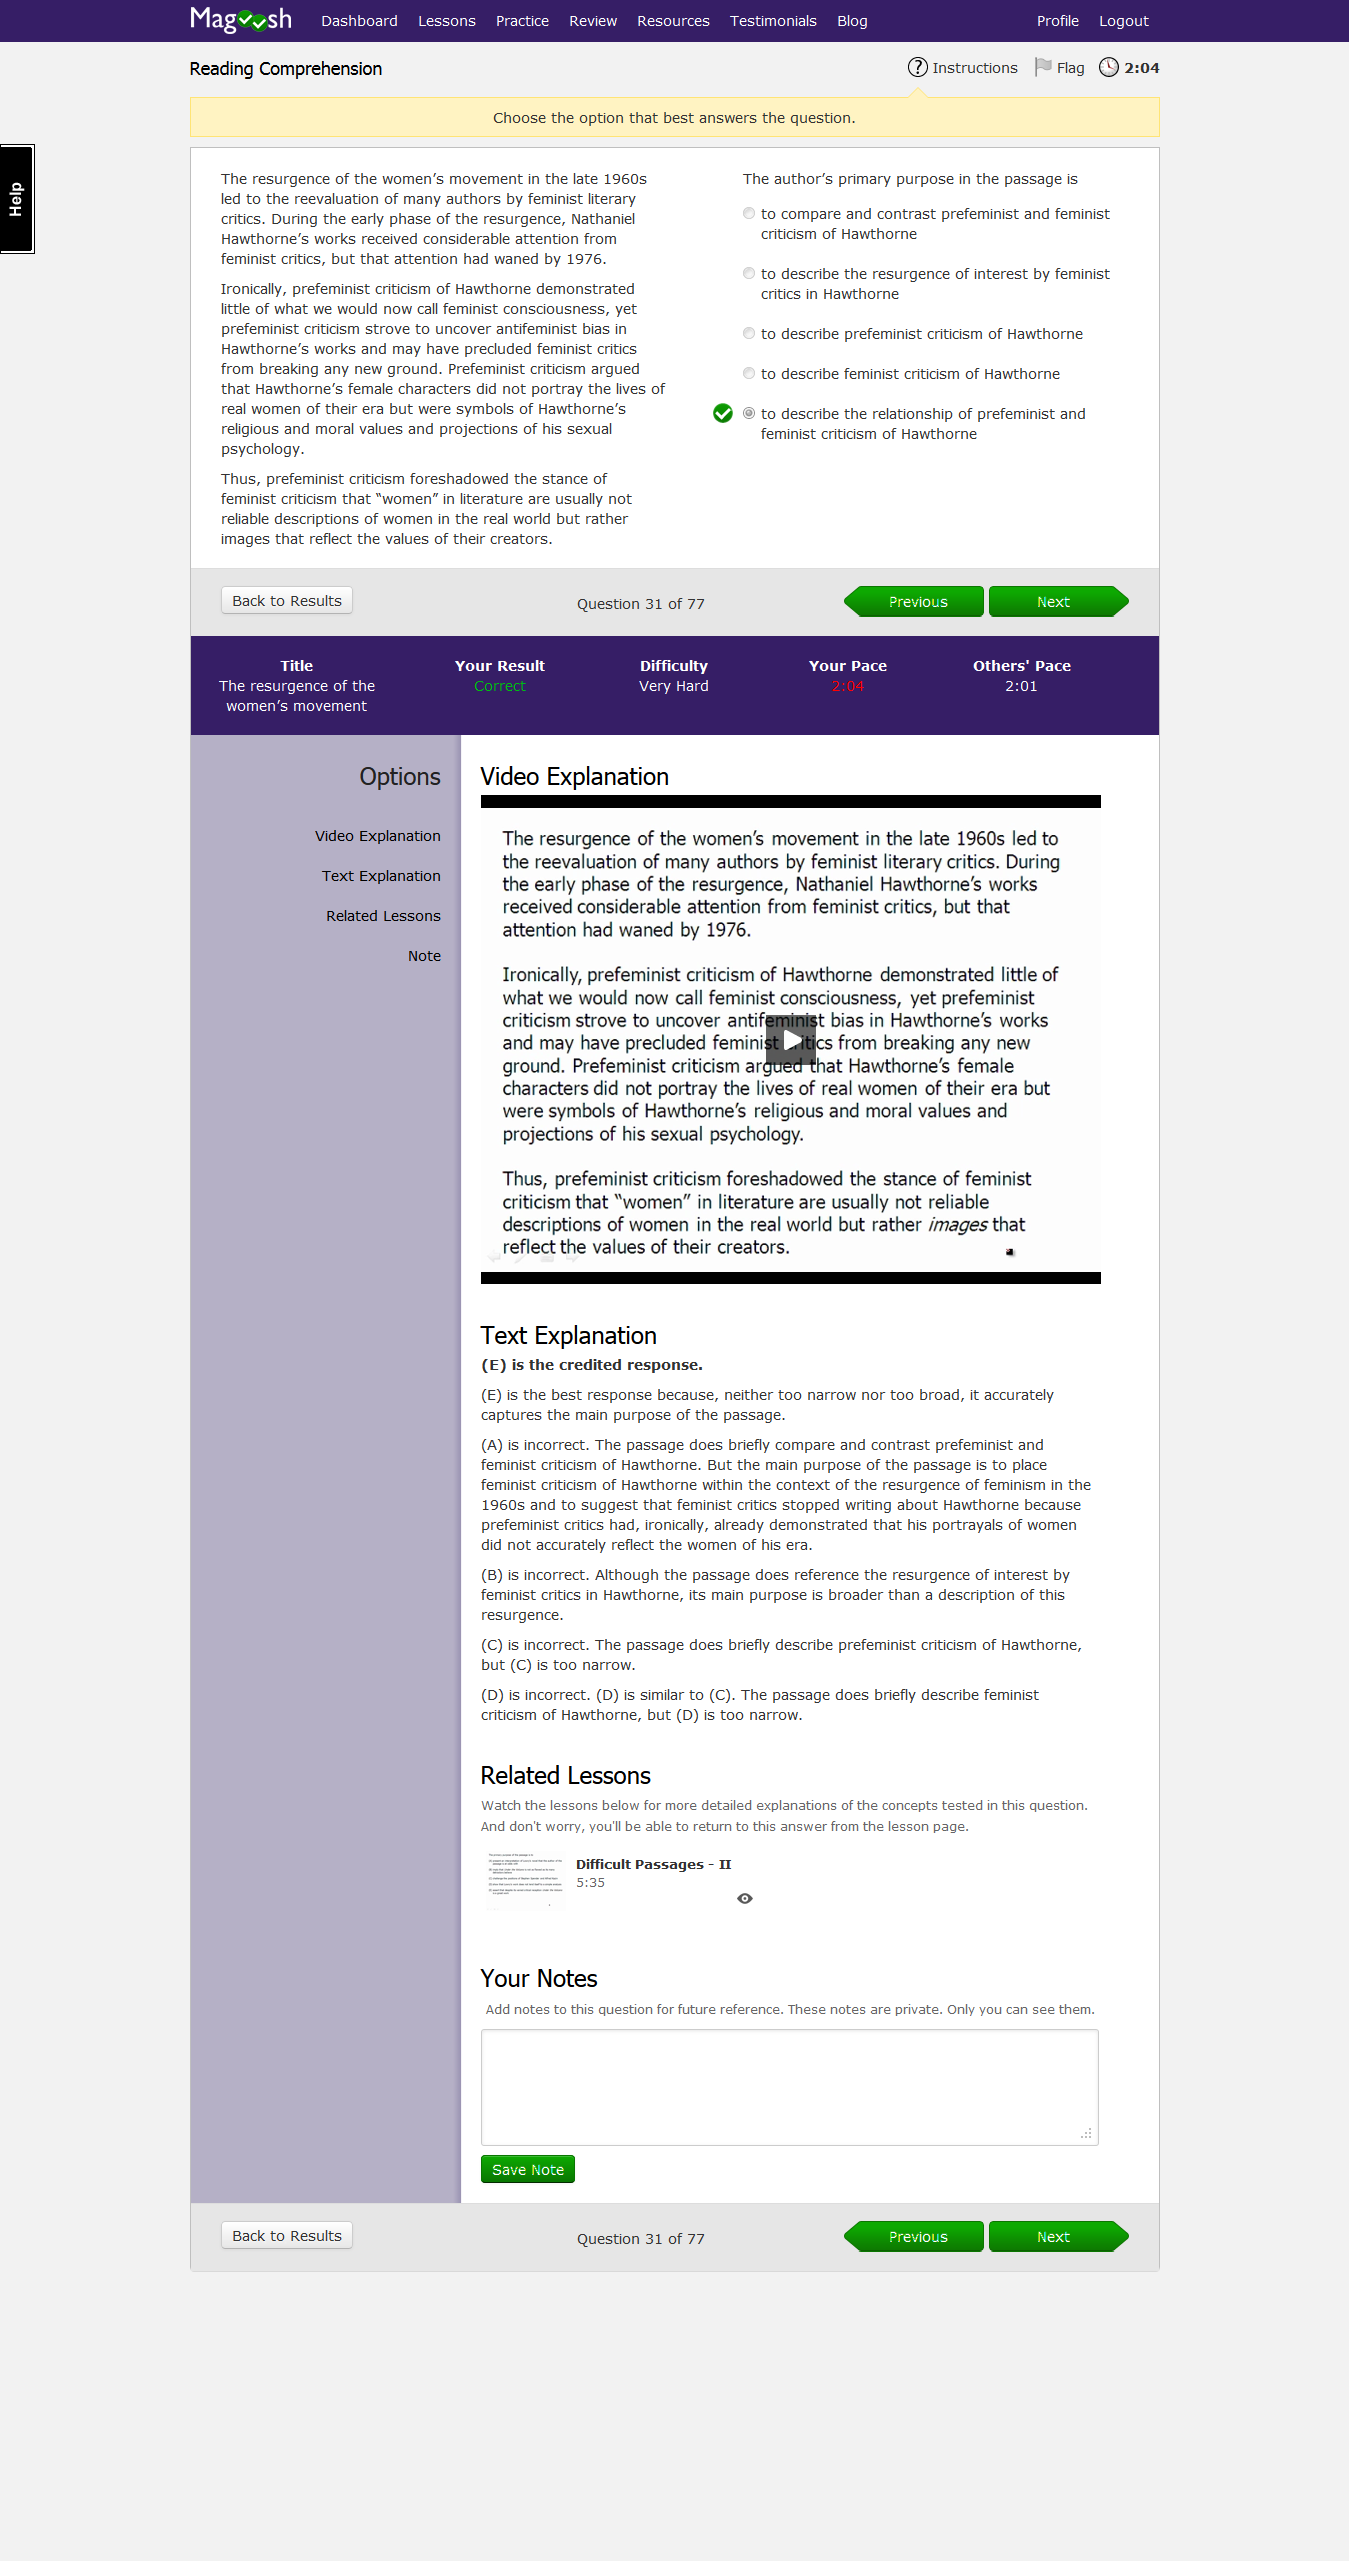 Magoosh Dashboard Lessons Practice Review Resources Testimonials Blog Profile Logout
Reading Comprehension
? Instructions Flag 2:04
Choose the option that best answers the question.
Help
The resurgence of the women’s movement in the late 1960s
led to the reevaluation of many authors by feminist literary
critics. During the early phase of the resurgence, Nathaniel
Hawthorne’s works received considerable attention from
feminist critics, but that attention had waned by 1976.
Ironically, prefeminist criticism of Hawthorne demonstrated
little of what we would now call feminist consciousness, yet
prefeminist criticism strove to uncover antifeminist bias in
Hawthorne’s works and may have precluded feminist critics
from breaking any new ground. Prefeminist criticism argued
that Hawthorne’s female characters did not portray the lives of
real women of their era but were symbols of Hawthorne’s
religious and moral values and projections of his sexual
psychology.
Thus, prefeminist criticism foreshadowed the stance of
feminist criticism that “women” in literature are usually not
reliable descriptions of women in the real world but rather
images that reflect the values of their creators.
The author’s primary purpose in the passage is
to compare and contrast prefeminist and feminist
criticism of Hawthorne
to describe the resurgence of interest by feminist
critics in Hawthorne
to describe prefeminist criticism of Hawthorne
to describe feminist criticism of Hawthorne
to describe the relationship of prefeminist and
feminist criticism of Hawthorne
Back to Results Question 31 of 77 Previous Next
Title Your Result Difficulty Your Pace Others' Pace
The resurgence of the Correct Very Hard 2:04 2:01
women’s movement
Options
Video Explanation
Text Explanation
Related Lessons
Note
Video Explanation
The resurgence of the women’s movement in the late 1960s led to
the reevaluation of many authors by feminist literary critics. During
the early phase of the resurgence, Nathaniel Hawthorne’s works
received considerable attention from feminist critics, but that
attention had waned by 1976.
Ironically, prefeminist criticism of Hawthorne demonstrated little of
what we would now call feminist consciousness, yet prefeminist
criticism strove to uncover antifeminist bias in Hawthorne’s works
and may have precluded feminist critics from breaking any new
ground. Prefeminist criticism argued that Hawthorne’s female
characters did not portray the lives of real women of their era but
were symbols of Hawthorne’s religious and moral values and
projections of his sexual psychology.
Thus, prefeminist criticism foreshadowed the stance of feminist
criticism that “women” in literature are usually not reliable
descriptions of women in the real world but rather images that
reflect the values of their creators.
Text Explanation
(E) is the credited response.
(E) is the best response because, neither too narrow nor too broad, it accurately
captures the main purpose of the passage.
(A) is incorrect. The passage does briefly compare and contrast prefeminist and
feminist criticism of Hawthorne. But the main purpose of the passage is to place
feminist criticism of Hawthorne within the context of the resurgence of feminism in the
1960s and to suggest that feminist critics stopped writing about Hawthorne because
prefeminist critics had, ironically, already demonstrated that his portrayals of women
did not accurately reflect the women of his era.
(B) is incorrect. Although the passage does reference the resurgence of interest by
feminist critics in Hawthorne, its main purpose is broader than a description of this
resurgence.
(C) is incorrect. The passage does briefly describe prefeminist criticism of Hawthorne,
but (C) is too narrow.
(D) is incorrect. (D) is similar to (C). The passage does briefly describe feminist
criticism of Hawthorne, but (D) is too narrow.
Related Lessons
Watch the lessons below for more detailed explanations of the concepts tested in this question.
And don't worry, you'll be able to return to this answer from the lesson page.
Difficult Passages - II
5:35
Your Notes
Add notes to this question for future reference. These notes are private. Only you can see them.
Save Note
Back to Results Question 31 of 77 Previous Next